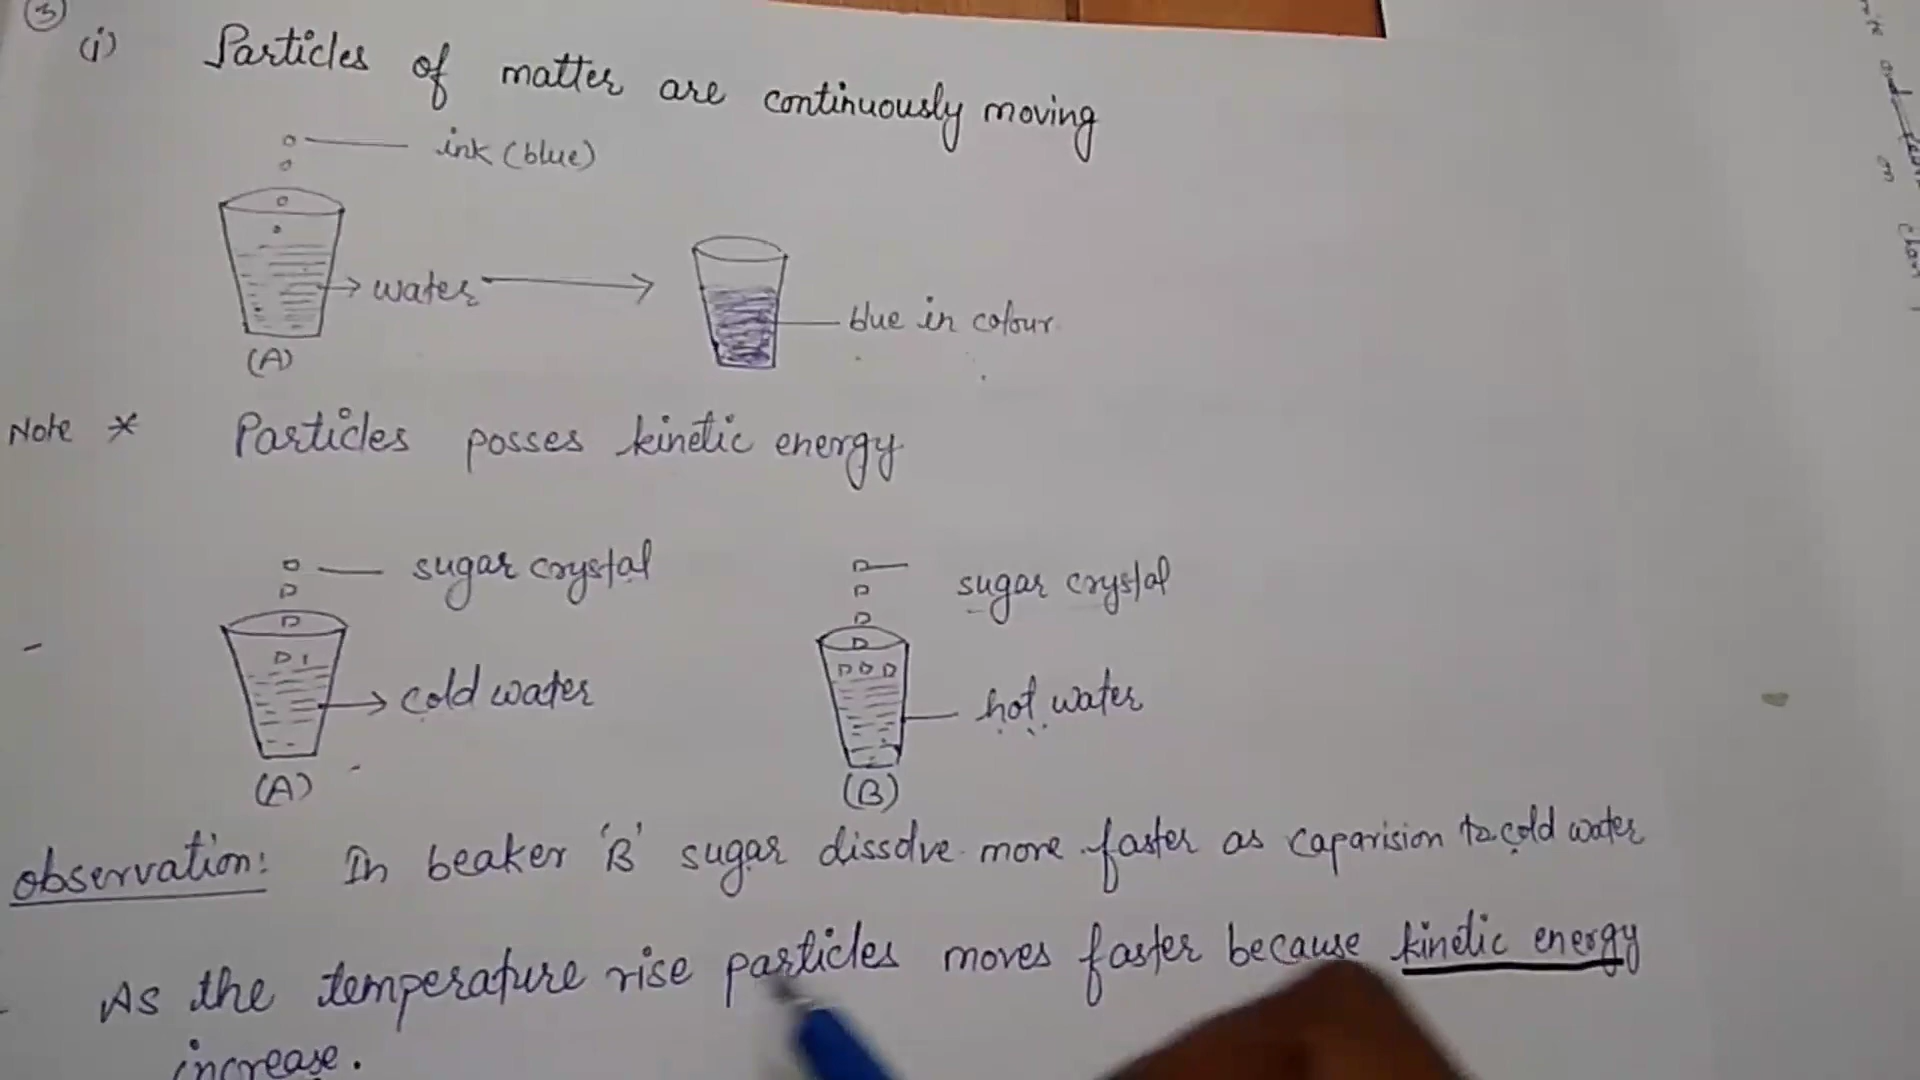 3
(i) Particles of matter are continuously moving
ink (blue)
water
blue in colour
(A)
Note * Particles posses kinetic energy
sugar crystal
sugar crystal
cold water
hot water
(A)
(B)
observation: In beaker 'B' sugar dissolve more faster as caparision to cold water
As the temperature rise particles moves faster because kinetic energy
increase.